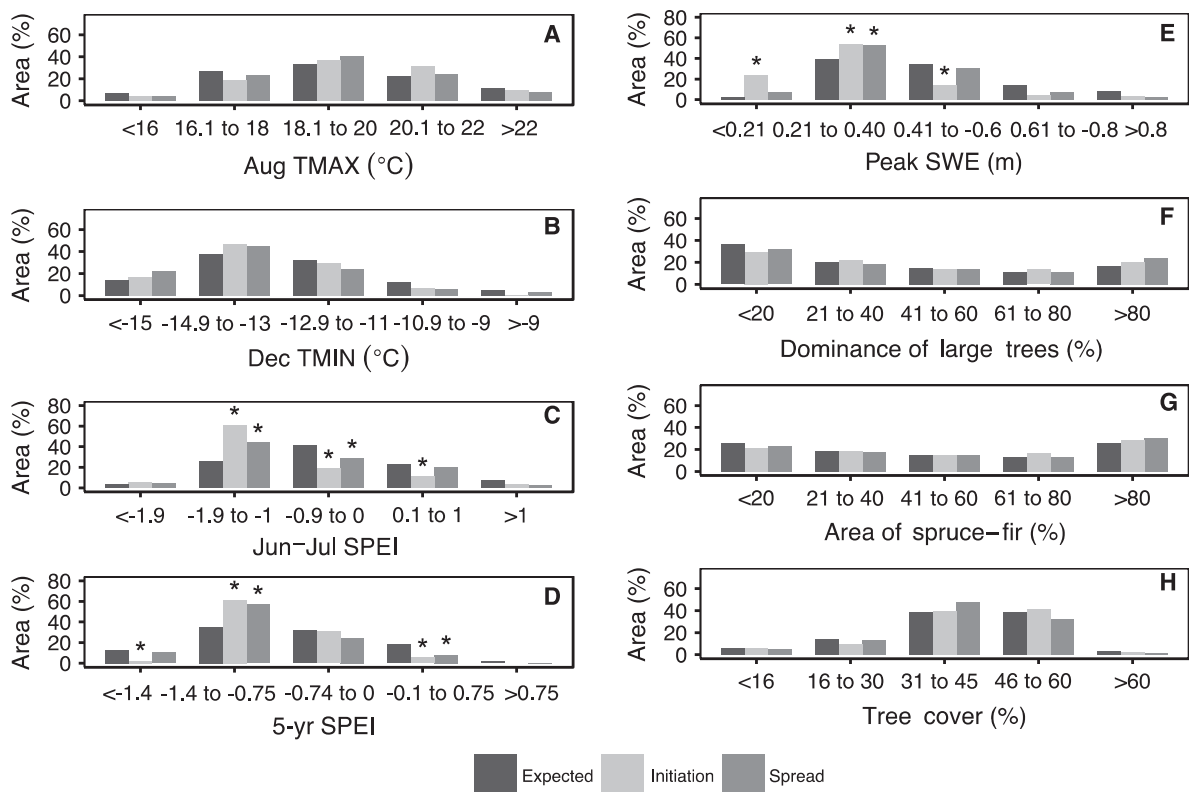 Area (%)
60
40
20
0
A
<16 16.1 to 18 18.1 to 20 20.1 to 22 >22
Aug TMAX (°C)
Area (%)
60
40
20
0
B
<-15 -14.9 to -13 -12.9 to -11 -10.9 to -9 >-9
Dec TMIN (°C)
Area (%)
80
60
40
20
0
* * * * *
C
<-1.9 -1.9 to -1 -0.9 to 0 0.1 to 1 >1
Jun-Jul SPEI
Area (%)
80
60
40
20
0
* * * * *
D
<-1.4 -1.4 to -0.75 -0.74 to 0 -0.1 to 0.75 >0.75
5-yr SPEI
Area (%)
80
60
40
20
0
* * * *
E
<0.21 0.21 to 0.40 0.41 to -0.6 0.61 to -0.8 >0.8
Peak SWE (m)
Area (%)
60
40
20
0
F
<20 21 to 40 41 to 60 61 to 80 >80
Dominance of large trees (%)
Area (%)
60
40
20
0
G
<20 21 to 40 41 to 60 61 to 80 >80
Area of spruce-fir (%)
Area (%)
60
40
20
0
H
<16 16 to 30 31 to 45 46 to 60 >60
Tree cover (%)
Expected Initiation Spread